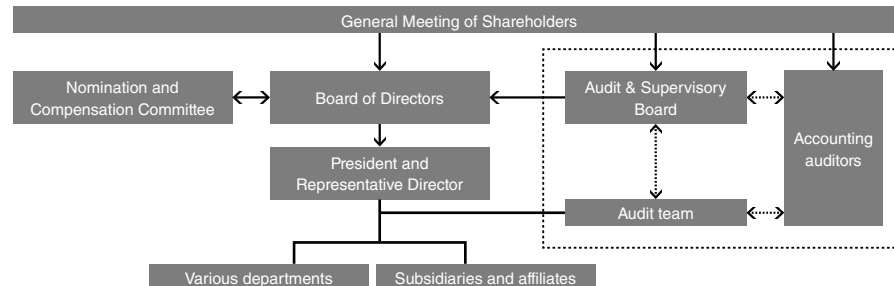 General Meeting of Shareholders
Nomination and
Compensation Committee
Board of Directors
Audit & Supervisory
Board
Accounting
auditors
President and
Representative Director
Audit team
Various departments
Subsidiaries and affiliates